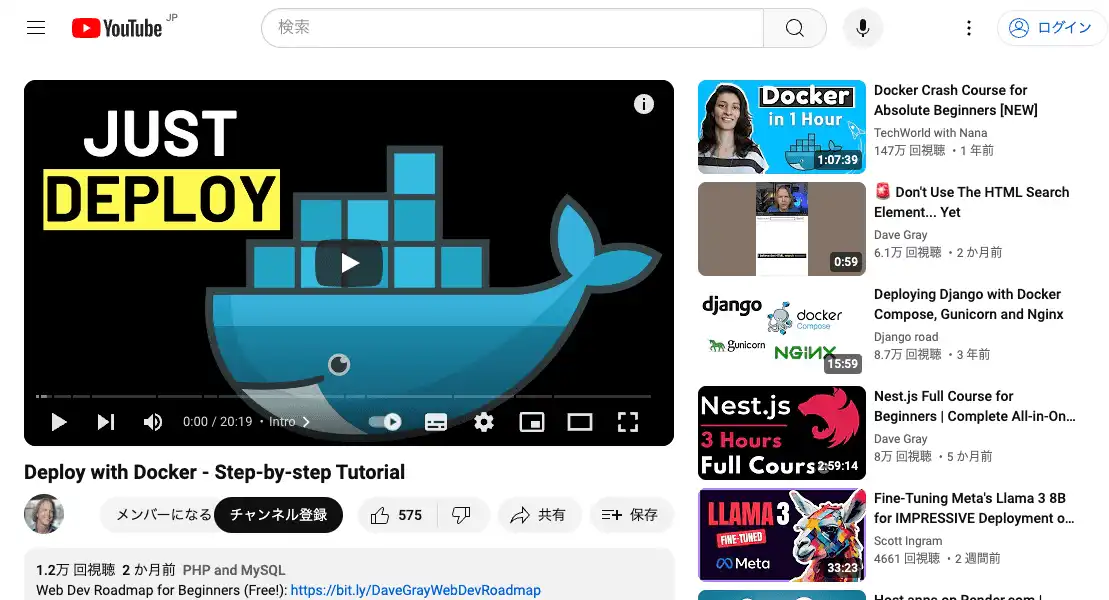 YouTube JP
検索
ログイン
JUST
DEPLOY
0:00 / 20:19 • Intro
Deploy with Docker - Step-by-step Tutorial
メンバーになる
チャンネル登録
575
共有
保存
1.2万 回視聴 2 か月前 PHP and MySQL
Web Dev Roadmap for Beginners (Free!): https://bit.ly/DaveGrayWebDevRoadmap
Docker
in 1 Hour
1:07:39
Docker Crash Course for
Absolute Beginners [NEW]
TechWorld with Nana
147万 回視聴 ・1 年前
0:59
🚨 Don't Use The HTML Search
Element... Yet
Dave Gray
6.1万 回視聴 ・2 か月前
django
docker
Compose
gunicorn
NGINX
15:59
Deploying Django with Docker
Compose, Gunicorn and Nginx
Django road
8.7万 回視聴 ・3 年前
Nest.js
3 Hours
Full Cours
2:59:14
Nest.js Full Course for
Beginners | Complete All-in-On...
Dave Gray
8万 回視聴 ・5 か月前
LLAMA 3
FINE-TUNED
Meta
33:23
Fine-Tuning Meta's Llama 3 8B
for IMPRESSIVE Deployment o...
Scott Ingram
4661 回視聴 ・2 週間前
Host apps on Render.com |